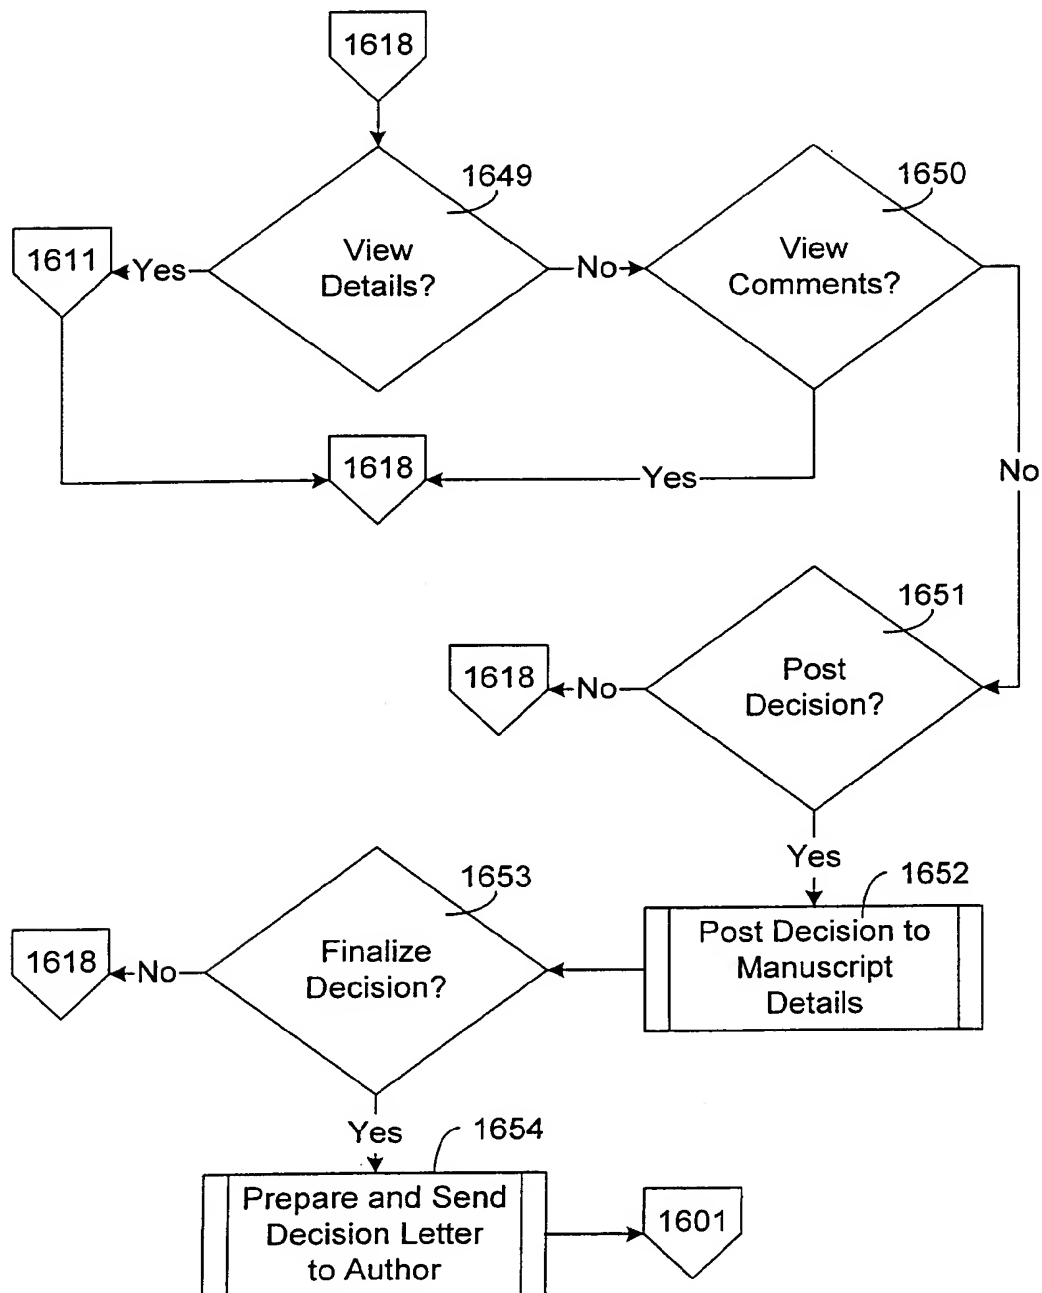 1618
1649
View
Details?
Yes
1611
No
1650
View
Comments?
1618
Yes
No
1651
Post
Decision?
No
1618
Yes
1652
Post Decision to
Manuscript
Details
1653
Finalize
Decision?
No
1618
Yes
1654
Prepare and Send
Decision Letter
to Author
1601